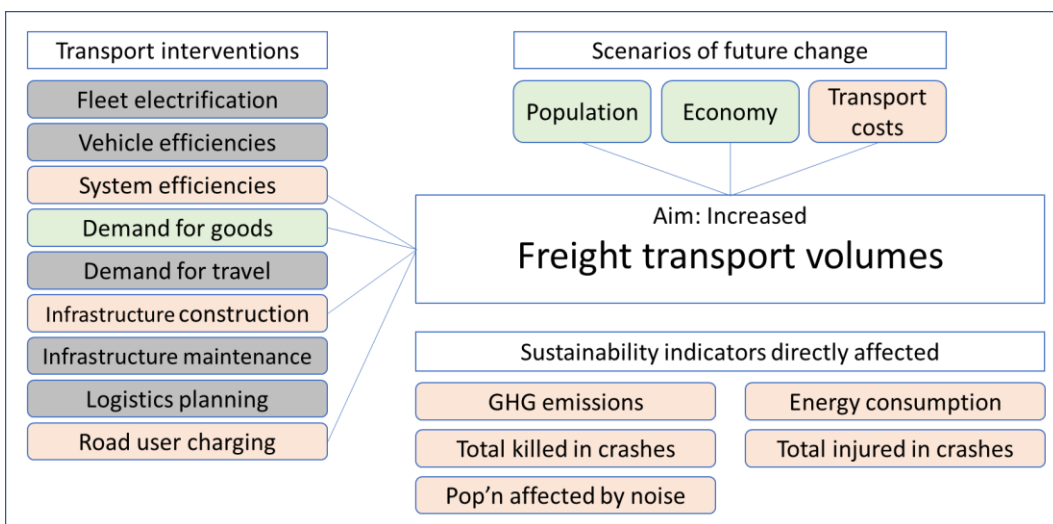 Transport interventions
Fleet electrification
Vehicle efficiencies
System efficiencies
Demand for goods
Demand for travel
Infrastructure construction
Infrastructure maintenance
Logistics planning
Road user charging
Scenarios of future change
Population
Economy
Transport
costs
Aim: Increased
Freight transport volumes
Sustainability indicators directly affected
GHG emissions
Energy consumption
Total killed in crashes
Total injured in crashes
Pop'n affected by noise